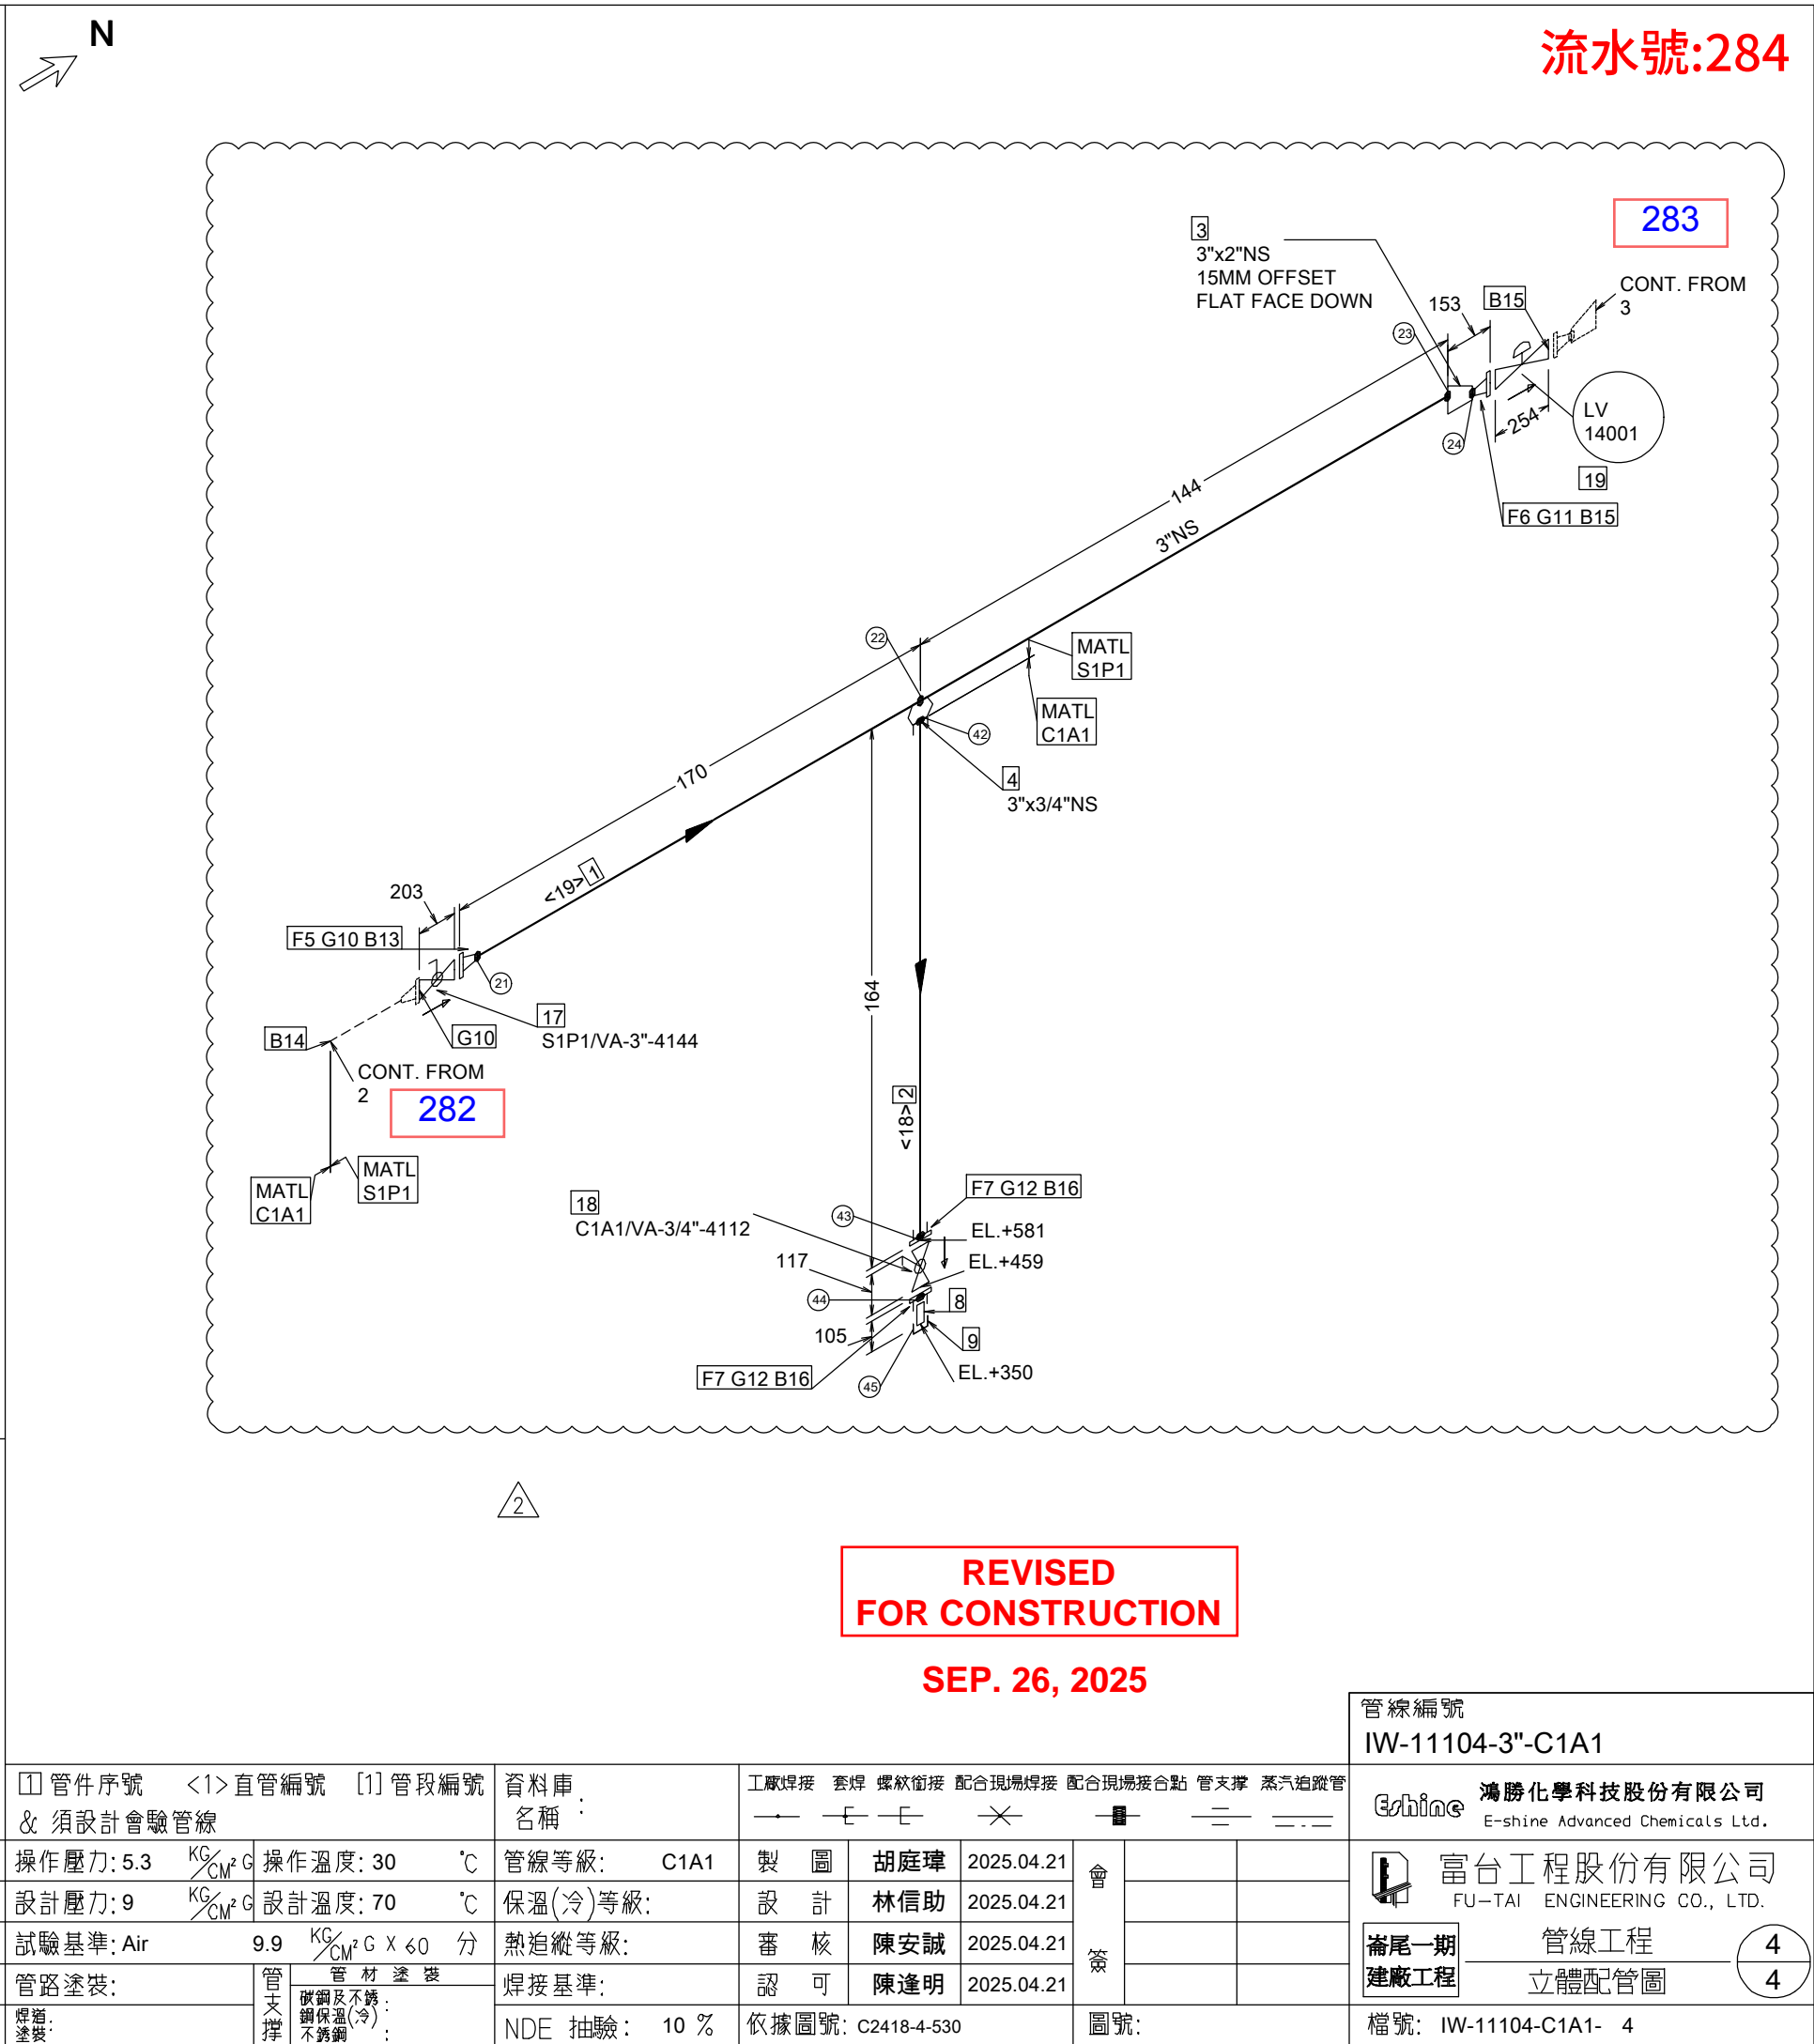 N
流水號:284
283
3
3"x2"NS
15MM OFFSET
FLAT FACE DOWN
153
B15
CONT. FROM
3
23
24
254
LV
14001
19
F6 G11 B15
144
3"NS
22
MATL
S1P1
MATL
C1A1
42
4
3"x3/4"NS
170
<19>1
203
F5 G10 B13
21
17
S1P1/VA-3"-4144
G10
B14
CONT. FROM
2
282
MATL
S1P1
MATL
C1A1
164
<18>2
F7 G12 B16
18
C1A1/VA-3/4"-4112
43
EL.+581
EL.+459
117
44
8
105
9
F7 G12 B16
45
EL.+350
2
REVISED
FOR CONSTRUCTION
SEP. 26, 2025
管線編號
IW-11104-3"-C1A1
1 管件序號 <1>直管編號 [1]管段編號
& 須設計會驗管線
資料庫名稱:
工廠焊接 套焊 螺紋銜接 配合現場焊接 配合現場接合點 管支撐 蒸汽追蹤管
Eshine 鴻勝化學科技股份有限公司
E-shine Advanced Chemicals Ltd.
操作壓力: 5.3 KG/CM² G 操作溫度: 30 ℃ 管線等級: C1A1 製圖 胡庭瑋 2025.04.21 會
富台工程股份有限公司
FU-TAI ENGINEERING CO., LTD.
設計壓力: 9 KG/CM² G 設計溫度: 70 ℃ 保溫(冷)等級: 設計 林信助 2025.04.21
試驗基準: Air 9.9 KG/CM² G X 60 分 熱追縱等級: 審核 陳安誠 2025.04.21 簽
崙尾一期
建廠工程
管線工程
立體配管圖
4
4
管路塗裝: 管支撐 管材塗裝 焊接基準: 認可 陳逢明 2025.04.21
焊道塗裝: 碳鋼及不銹鋼保溫(冷): 不銹鋼: NDE 抽驗: 10 % 依據圖號: C2418-4-530 圖號: 檔號: IW-11104-C1A1- 4